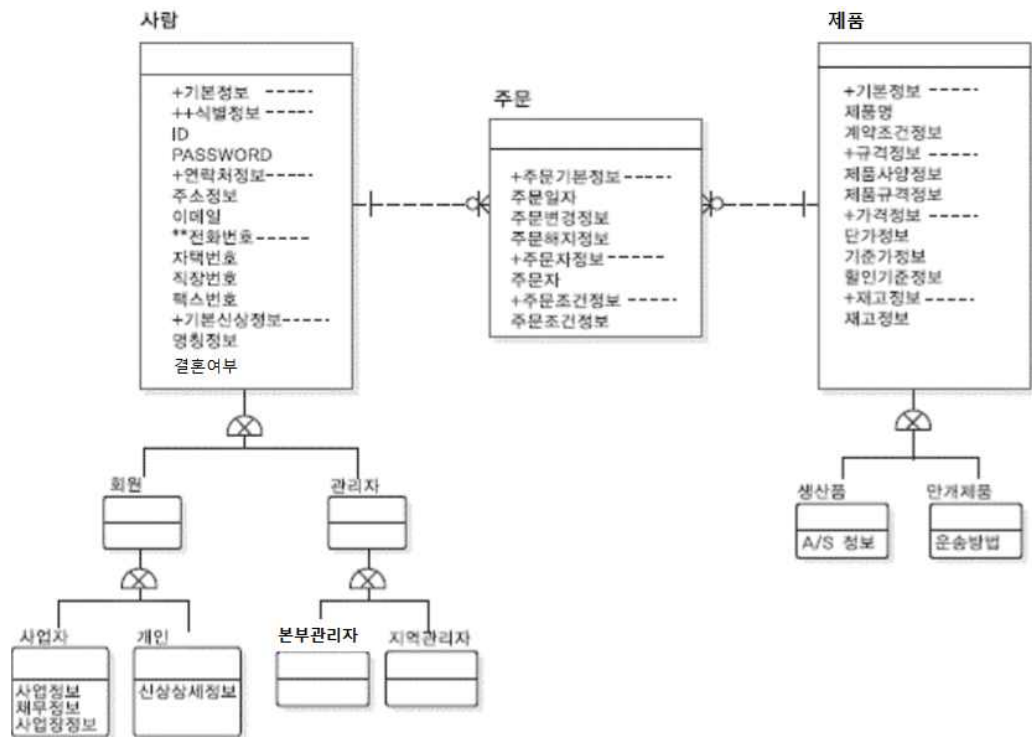 사람
+기본정보 -----
++식별정보 -----
ID
PASSWORD
+연락처정보-----
주소정보
이메일
**전화번호-----
자택번호
직장번호
팩스번호
+기본신상정보-----
명칭정보
결혼여부
주문
+주문기본정보-----
주문일자
주문변경정보
주문해지정보
+주문자정보-----
주문자
+주문조건정보-----
주문조건정보
제품
+기본정보-----
제품명
계약조건정보
+규격정보-----
제품사양정보
제품규격정보
+가격정보-----
단가정보
기준가정보
할인기준정보
+재고정보-----
재고정보
회원
관리자
사업자
사업정보
채무정보
사업장정보
개인
신상상세정보
본부관리자
지역관리자
생산품
A/S 정보
안개제품
운송방법